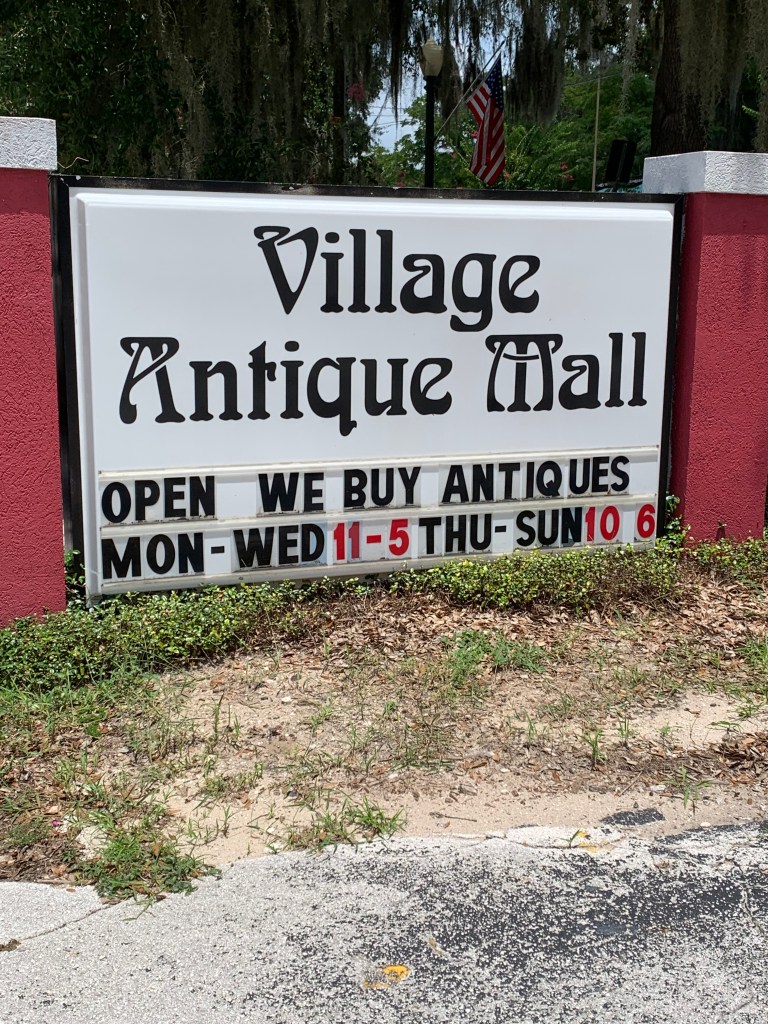 Village
Antique Mall
OPEN WE BUY ANTIQUES
MON-WED 11-5 THU-SUN 10 6